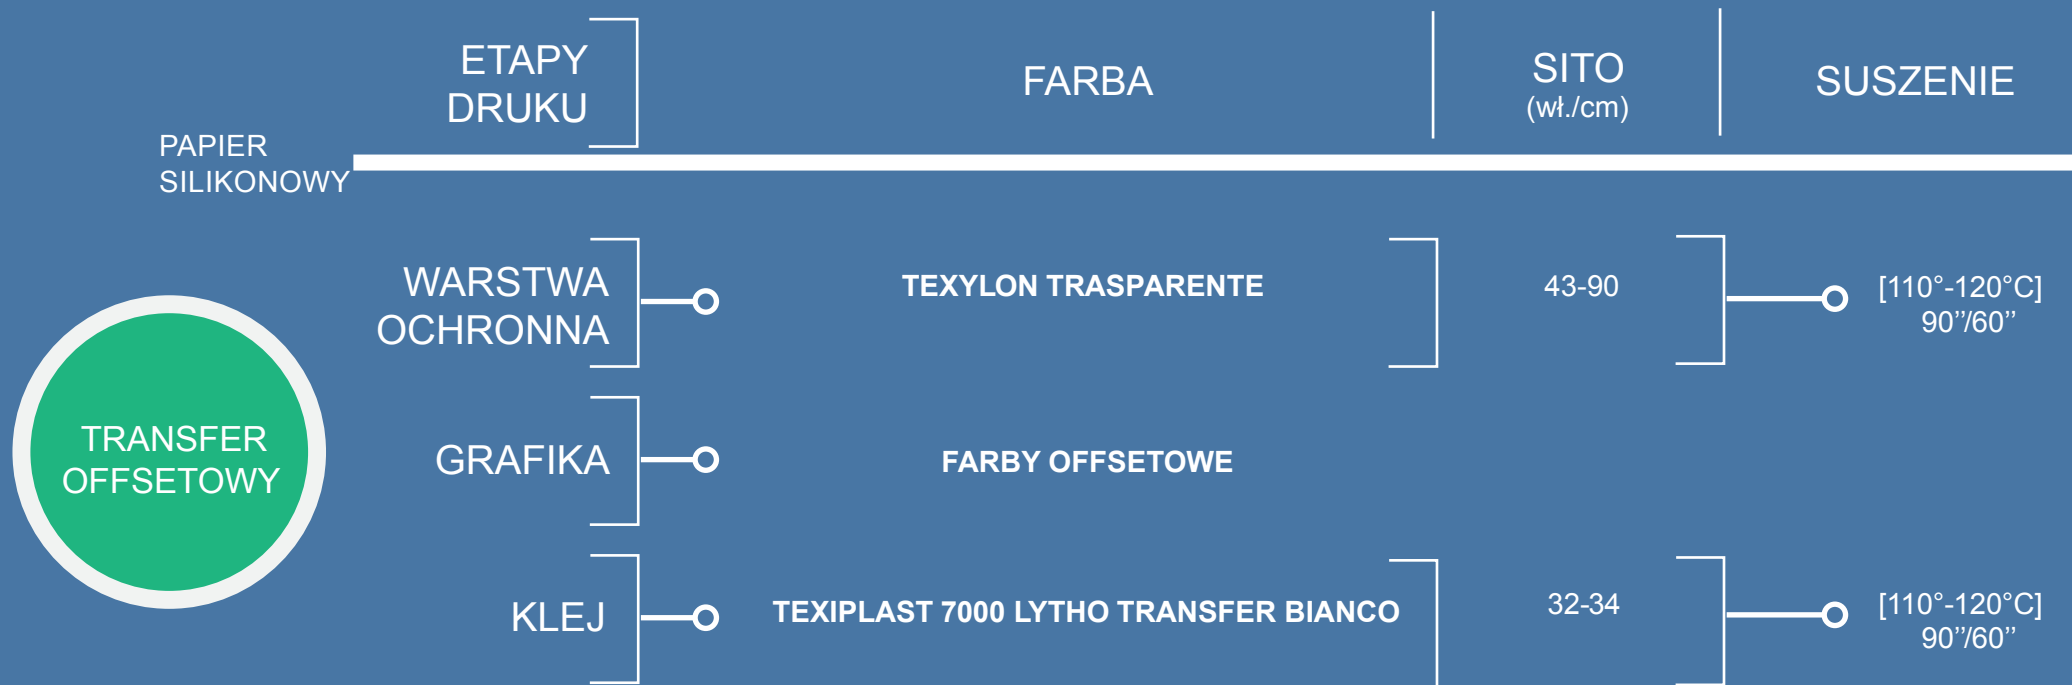 ETAPY
DRUKU
FARBA
SITO
(wł./cm)
SUSZENIE
PAPIER
SILIKONOWY
TRANSFER
OFFSETOWY
WARSTWA
OCHRONNA
TEXYLON TRASPARENTE
43-90
[110°-120°C]
90’’/60’’
GRAFIKA
FARBY OFFSETOWE
KLEJ
TEXIPLAST 7000 LYTHO TRANSFER BIANCO
32-34
[110°-120°C]
90’’/60’’